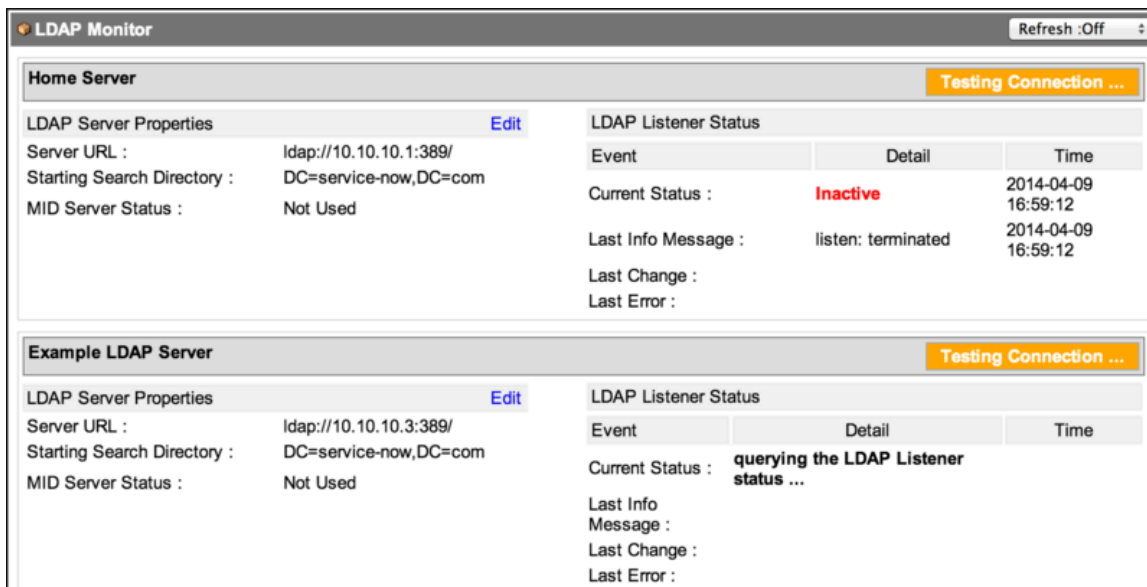 LDAP Monitor Refresh :Off
Home Server Testing Connection ...
LDAP Server Properties Edit
Server URL : ldap://10.10.10.1:389/
Starting Search Directory : DC=service-now,DC=com
MID Server Status : Not Used
LDAP Listener Status
Event Detail Time
Current Status : Inactive 2014-04-09 16:59:12
Last Info Message : listen: terminated 2014-04-09 16:59:12
Last Change :
Last Error :
Example LDAP Server Testing Connection ...
LDAP Server Properties Edit
Server URL : ldap://10.10.10.3:389/
Starting Search Directory : DC=service-now,DC=com
MID Server Status : Not Used
LDAP Listener Status
Event Detail Time
Current Status : querying the LDAP Listener status ...
Last Info Message :
Last Change :
Last Error :